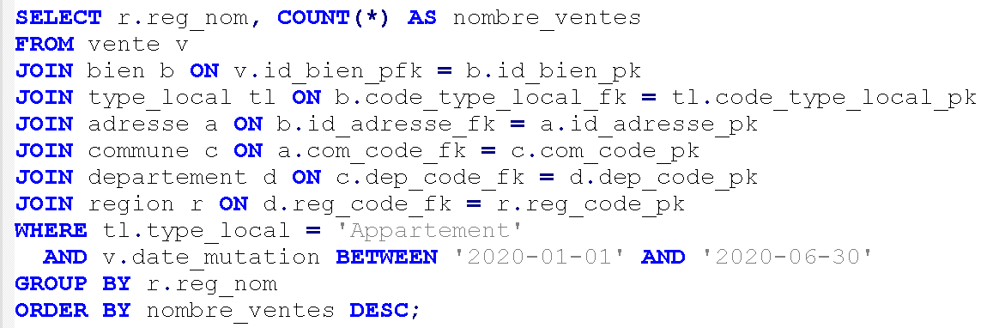 SELECT r.reg_nom, COUNT(*) AS nombre_ventes
FROM vente v
JOIN bien b ON v.id_bien_pfk = b.id_bien_pk
JOIN type_local tl ON b.code_type_local_fk = tl.code_type_local_pk
JOIN adresse a ON b.id_adresse_fk = a.id_adresse_pk
JOIN commune c ON a.com_code_fk = c.com_code_pk
JOIN departement d ON c.dep_code_fk = d.dep_code_pk
JOIN region r ON d.reg_code_fk = r.reg_code_pk
WHERE tl.type_local = 'Appartement'
  AND v.date_mutation BETWEEN '2020-01-01' AND '2020-06-30'
GROUP BY r.reg_nom
ORDER BY nombre_ventes DESC;